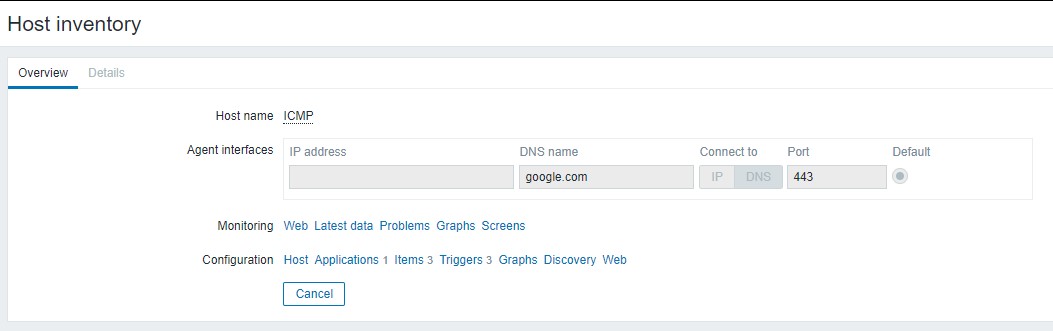 Host inventory
Overview Details
Host name ICMP
Agent interfaces IP address DNS name Connect to Port Default
google.com IP DNS 443
Monitoring Web Latest data Problems Graphs Screens
Configuration Host Applications 1 Items 3 Triggers 3 Graphs Discovery Web
Cancel